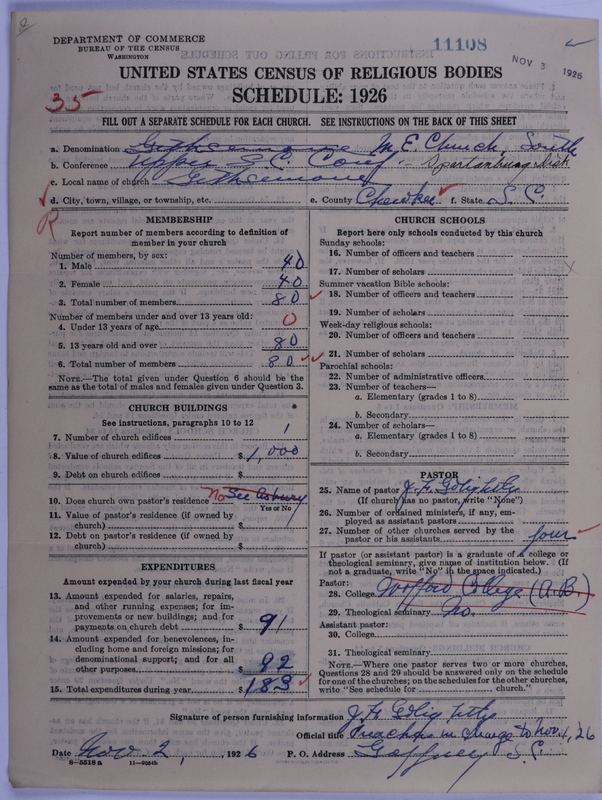 DEPARTMENT OF COMMERCE
BUREAU OF THE CENSUS
WASHINGTON
11108
NOV 3 1926
UNITED STATES CENSUS OF RELIGIOUS BODIES
SCHEDULE: 1926
35
FILL OUT A SEPARATE SCHEDULE FOR EACH CHURCH. SEE INSTRUCTIONS ON THE BACK OF THIS SHEET
a. Denomination Gethsemane M.E. Church, South
b. Conference Upper S.C. Conf - Spartanburg Dist
c. Local name of church Gethsemane
d. City, town, village, or township, etc. e. County Cherokee f. State S.C.
R
MEMBERSHIP
Report number of members according to definition of member in your church
Number of members, by sex:
1. Male 40
2. Female 40
3. Total number of members 80
Number of members under and over 13 years old:
4. Under 13 years of age 0
5. 13 years old and over 80
6. Total number of members 80
NOTE.—The total given under Question 6 should be the
same as the total of males and females given under Question 3.
CHURCH BUILDINGS
See instructions, paragraphs 10 to 12
7. Number of church edifices 1
8. Value of church edifices $1,000
9. Debt on church edifices $
10. Does church own pastor's residence No See Asbury
Yes or No
11. Value of pastor's residence (if owned by
church) $
12. Debt on pastor's residence (if owned by
church) $
EXPENDITURES
Amount expended by your church during last fiscal year
13. Amount expended for salaries, repairs,
and other running expenses; for im-
provements or new buildings; and for
payments on church debt $91
14. Amount expended for benevolences, in-
cluding home and foreign missions; for
denominational support; and for all
other purposes $92
15. Total expenditures during year $183
CHURCH SCHOOLS
Report here only schools conducted by this church
Sunday schools:
16. Number of officers and teachers
17. Number of scholars
Summer vacation Bible schools:
18. Number of officers and teachers
19. Number of scholars
Week-day religious schools:
20. Number of officers and teachers
21. Number of scholars
Parochial schools:
22. Number of administrative officers
23. Number of teachers—
a. Elementary (grades 1 to 8)
b. Secondary
24. Number of scholars—
a. Elementary (grades 1 to 8)
b. Secondary
PASTOR
25. Name of pastor J. F. Golightly
(If church has no pastor, write "None")
26. Number of ordained ministers, if any, em-
ployed as assistant pastors
27. Number of other churches served by the
pastor or his assistants four
If pastor (or assistant pastor) is a graduate of a college or
theological seminary, give name of institution below. (If
not a graduate, write "No" in the space indicated.)
Pastor:
28. College Wofford College (A.B.)
29. Theological seminary No.
Assistant pastor:
30. College
31. Theological seminary
NOTE.—Where one pastor serves two or more churches,
Questions 28 and 29 should be answered only on the schedule
for one of the churches; on the schedules for the other churches,
write "See schedule for church."
Signature of person furnishing information J. F. Golightly
Official title Preacher in charge to Nov. 4, '26
Date Nov 2, 1926 P. O. Address Gaffney S.C.
8—5518a 11—9054b